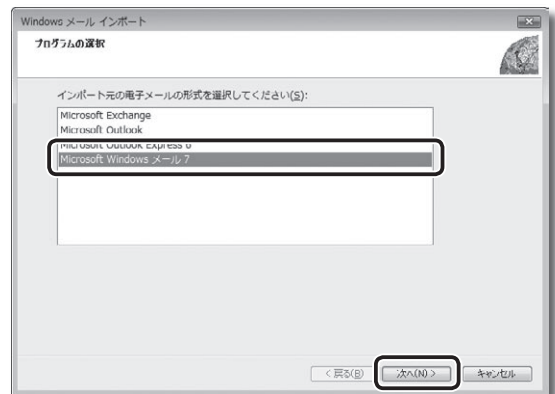 Windows メール インポート
プログラムの選択
インポート元の電子メールの形式を選択してください(S):
Microsoft Exchange
Microsoft Outlook
Microsoft Outlook Express 6
Microsoft Windows メール 7
< 戻る(B) 次へ(N) > キャンセル